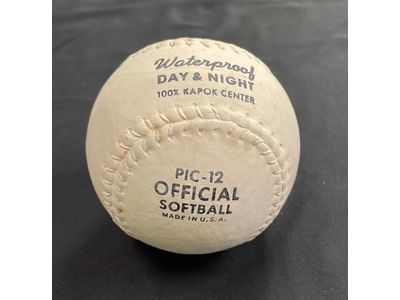 Waterproof
DAY & NIGHT
100% KAPOK CENTER
PIC-12
OFFICIAL
SOFTBALL
MADE IN U.S.A.